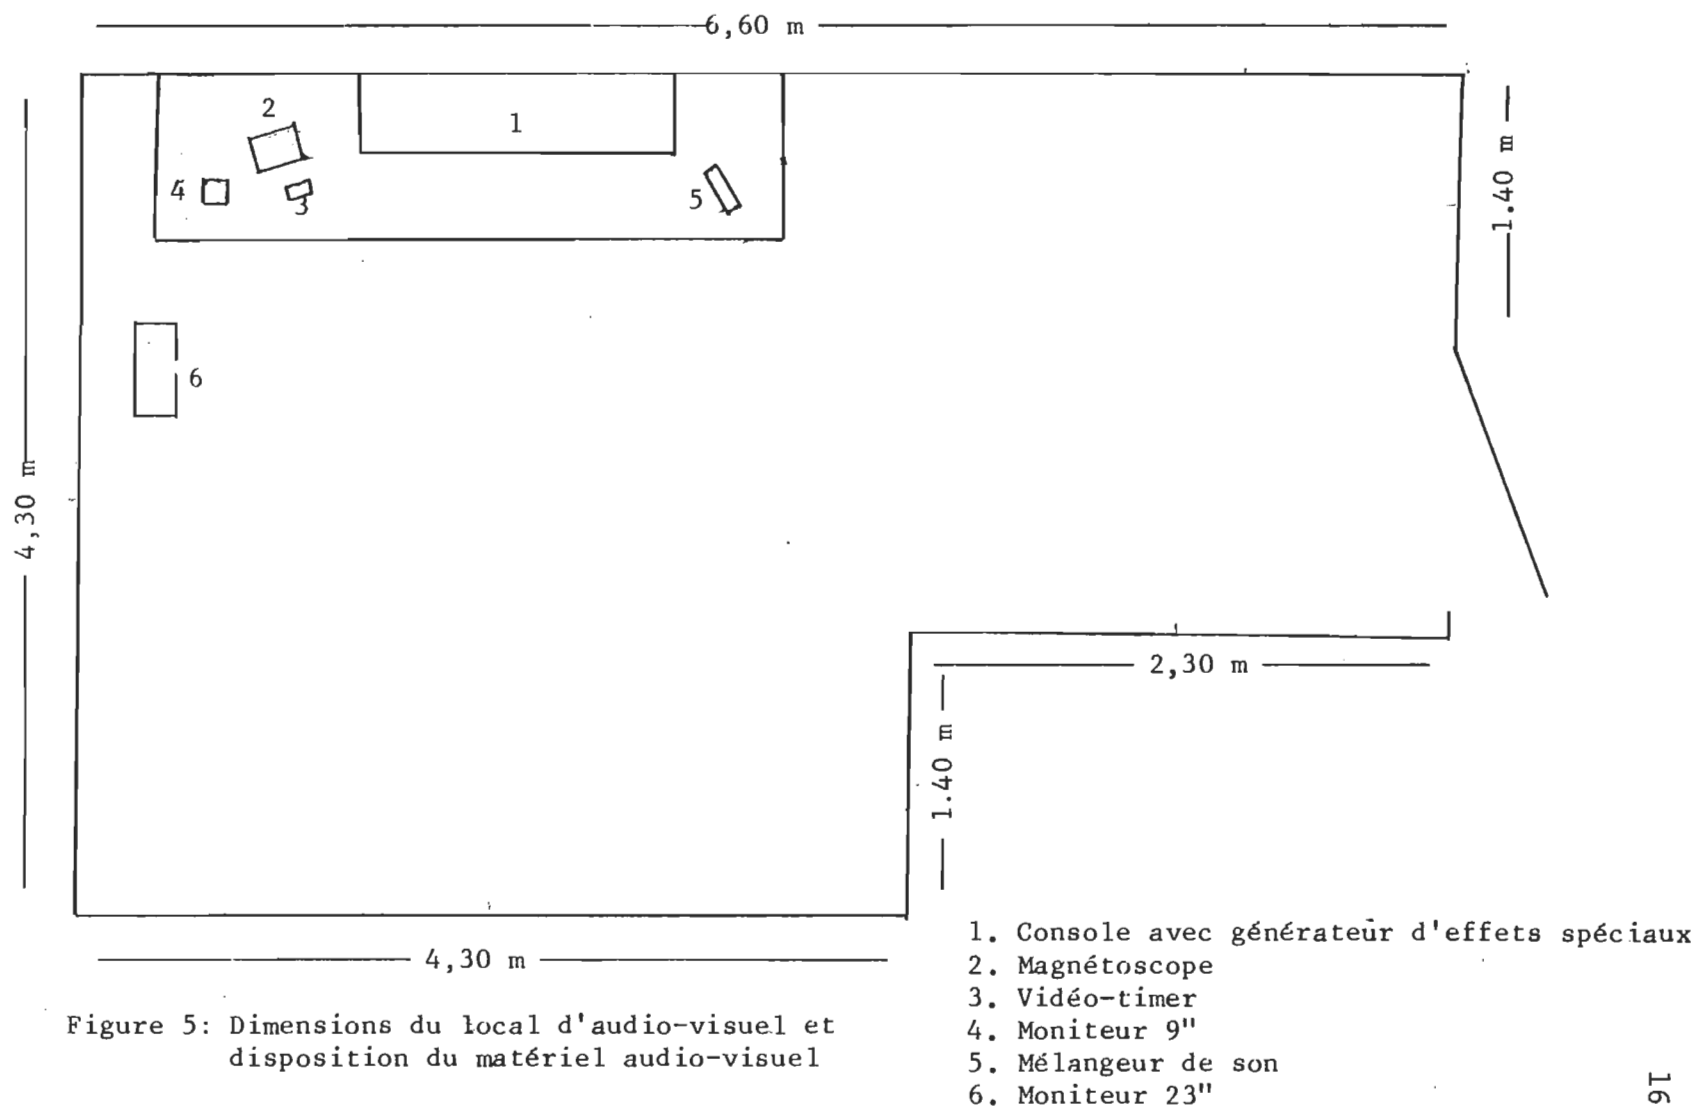 6,60 m
2
1
1.40 m
4
3
5
6
4,30 m
2,30 m
1.40 m
4,30 m
1. Console avec générateur d'effets spéciaux
2. Magnétoscope
3. Vidéo-timer
4. Moniteur 9"
5. Mélangeur de son
6. Moniteur 23"
Figure 5: Dimensions du local d'audio-visuel et
disposition du matériel audio-visuel
16